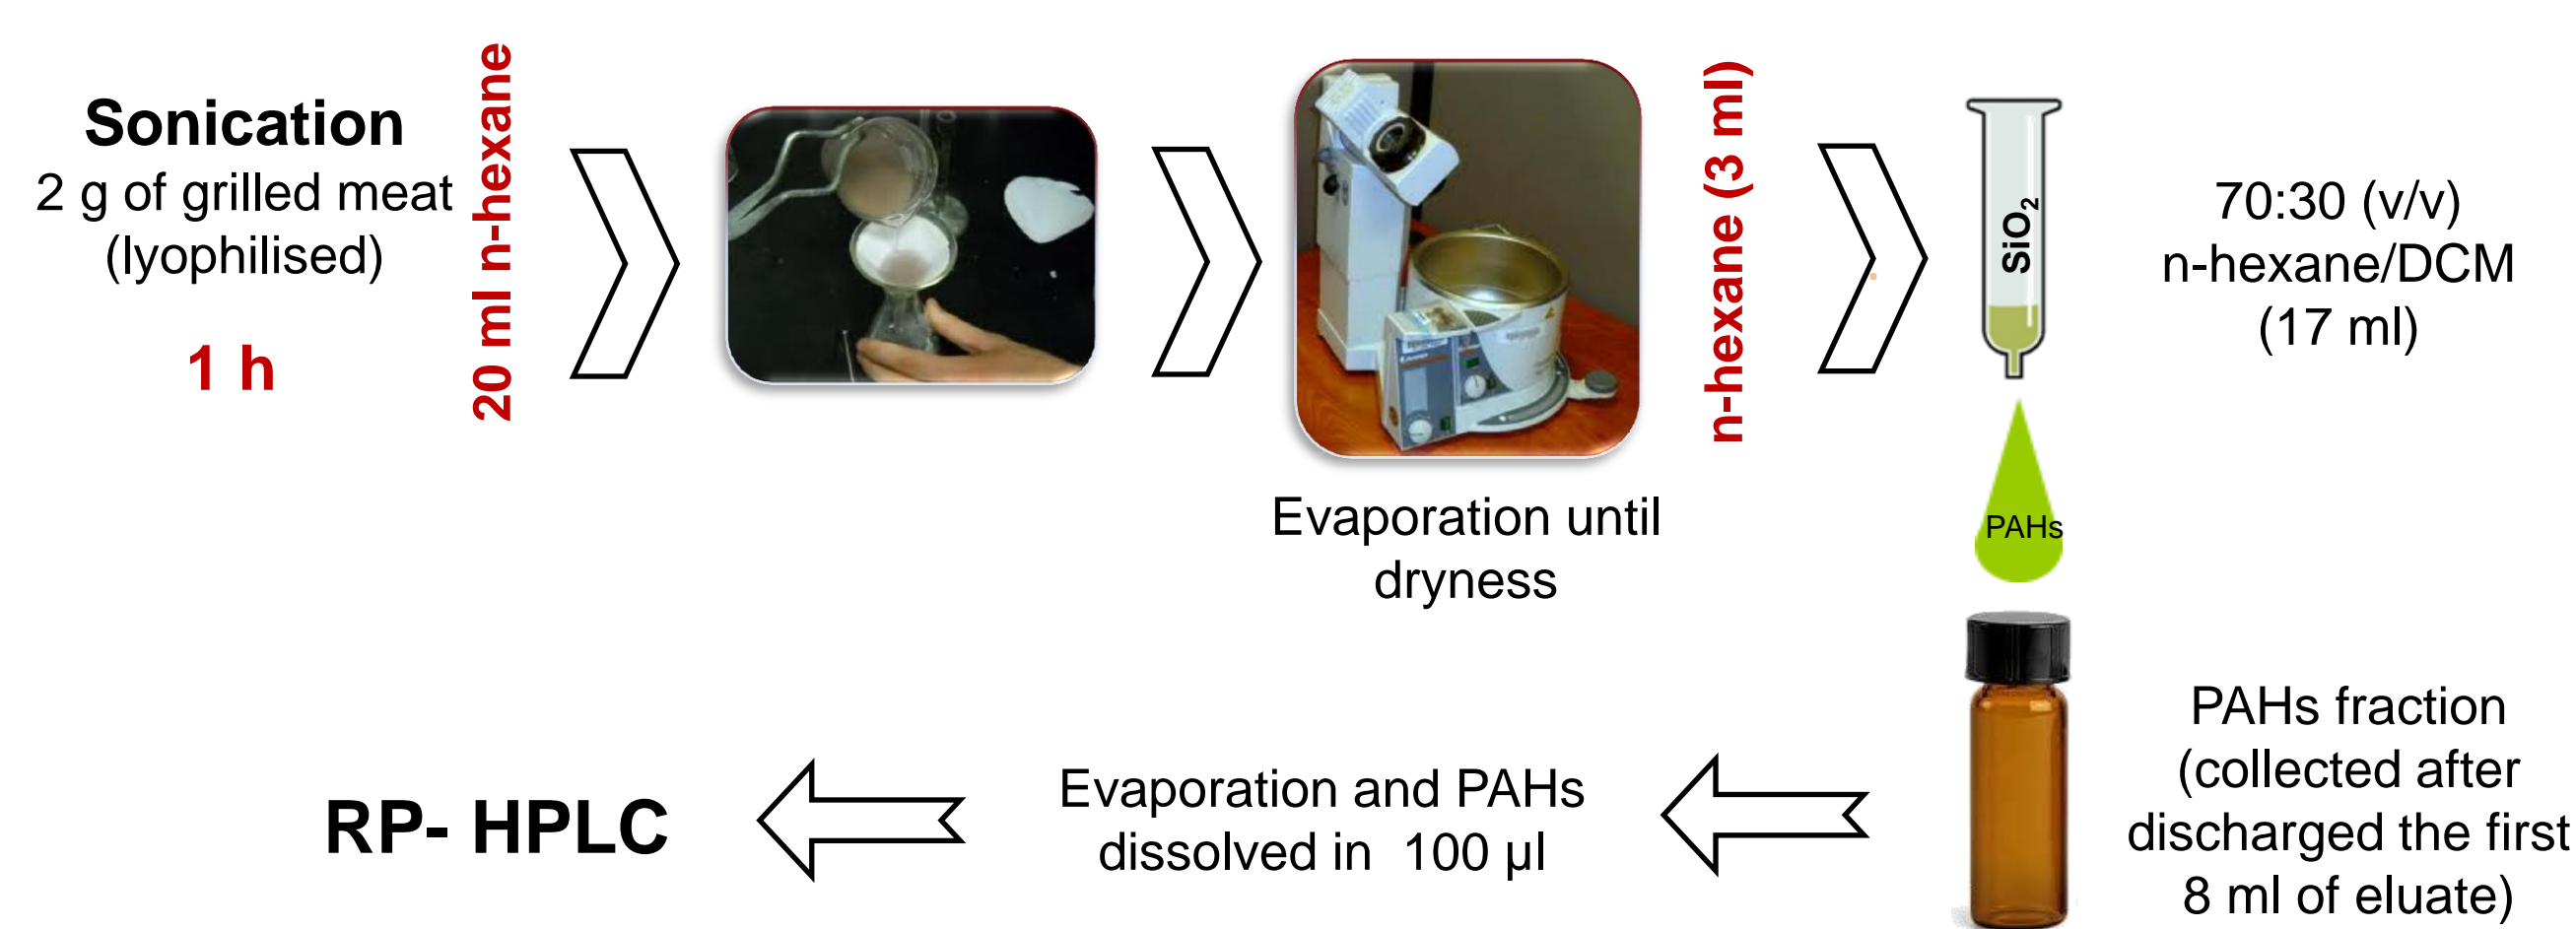 Sonication
2 g of grilled meat
(lyophilised)
1 h
20 ml n-hexane
Evaporation until
dryness
n-hexane (3 ml)
SiO₂
70:30 (v/v)
n-hexane/DCM
(17 ml)
PAHs
PAHs fraction
(collected after
discharged the first
8 ml of eluate)
Evaporation and PAHs
dissolved in 100 µl
RP- HPLC